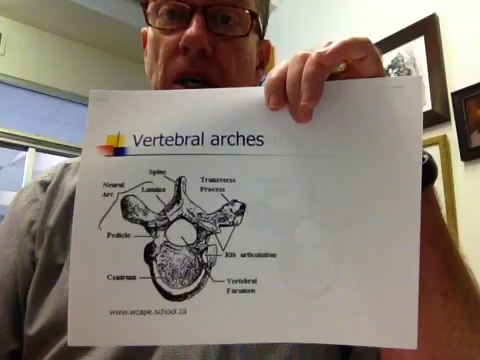 Vertebral arches
Spine
Neural
Arc
Lamina
Transverse
Process
Pedicle
Rib articulation
Centrum
Vertebral
Foramen
www.wcape.school.za